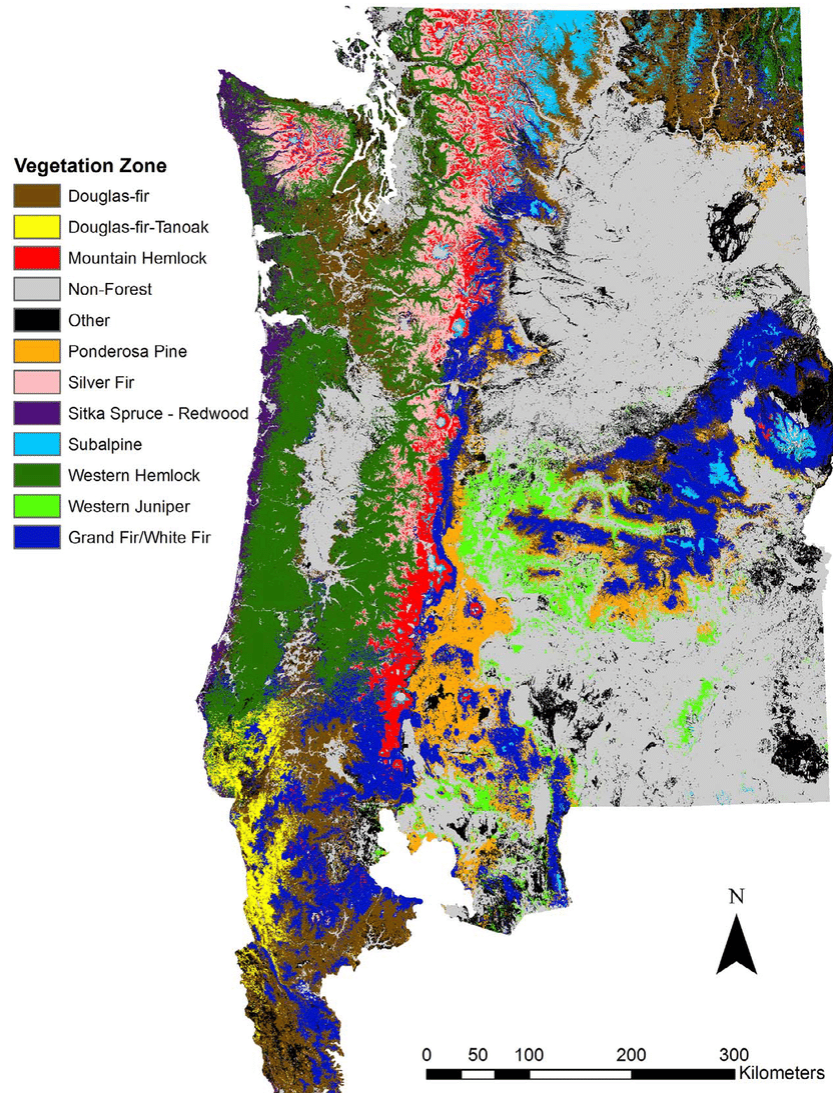 Vegetation Zone
Douglas-fir
Douglas-fir-Tanoak
Mountain Hemlock
Non-Forest
Other
Ponderosa Pine
Silver Fir
Sitka Spruce - Redwood
Subalpine
Western Hemlock
Western Juniper
Grand Fir/White Fir
N
0 50 100 200 300
Kilometers